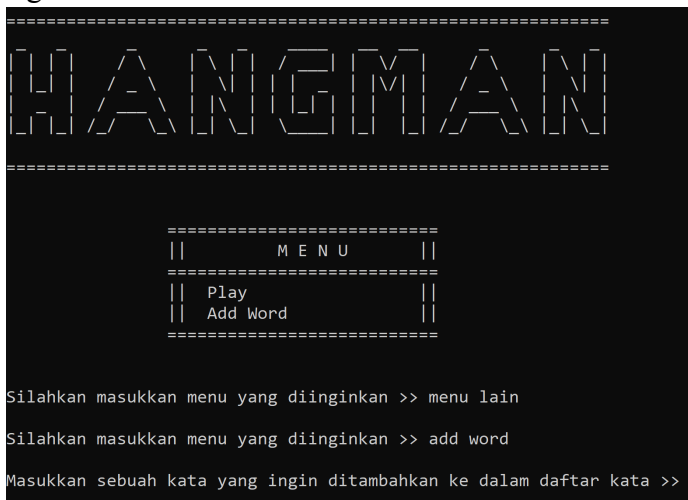 HANGMAN
M E N U
Play
Add Word
Silahkan masukkan menu yang diinginkan >> menu lain
Silahkan masukkan menu yang diinginkan >> add word
Masukkan sebuah kata yang ingin ditambahkan ke dalam daftar kata >>